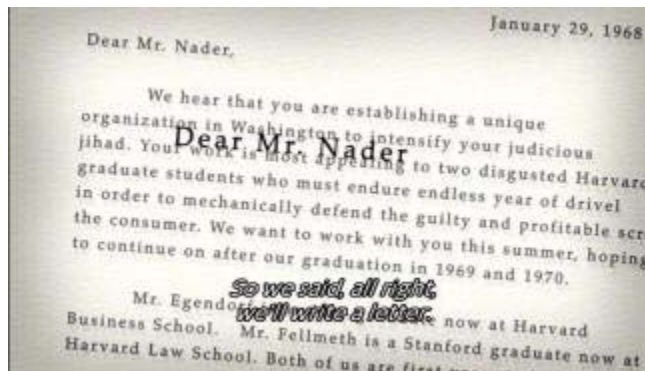 January 29, 1968
Dear Mr. Nader,
We hear that you are establishing a unique
organization in Washington to intensify your judicious
Dear Mr. Nader
jihad. Your work is most appealing to two disgusted Harvard
graduate students who must endure endless year of drivel
in order to mechanically defend the guilty and profitable scr
the consumer. We want to work with you this summer, hoping
to continue on after our graduation in 1969 and 1970.
So we said, all right,
we'll write a letter.
Mr. Egendorf now at Harvard
Business School. Mr. Fellmeth is a Stanford graduate now at
Harvard Law School. Both of us are first